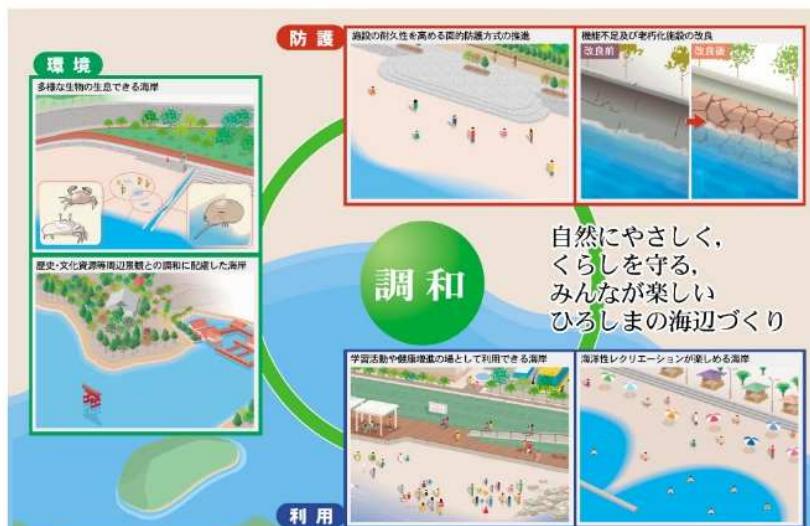 防護
施設の耐久性を高める面的防護方式の推進
機能不足及び老朽化施設の改良
改良前
改良後
環境
多様な生物の生息できる海岸
歴史・文化資源等周辺景観との調和に配慮した海岸
調和
自然にやさしく,
くらしを守る,
みんなが楽しい
ひろしまの海辺づくり
学習活動や健康増進の場として利用できる海岸
海洋性レクリエーションが楽しめる海岸
利用